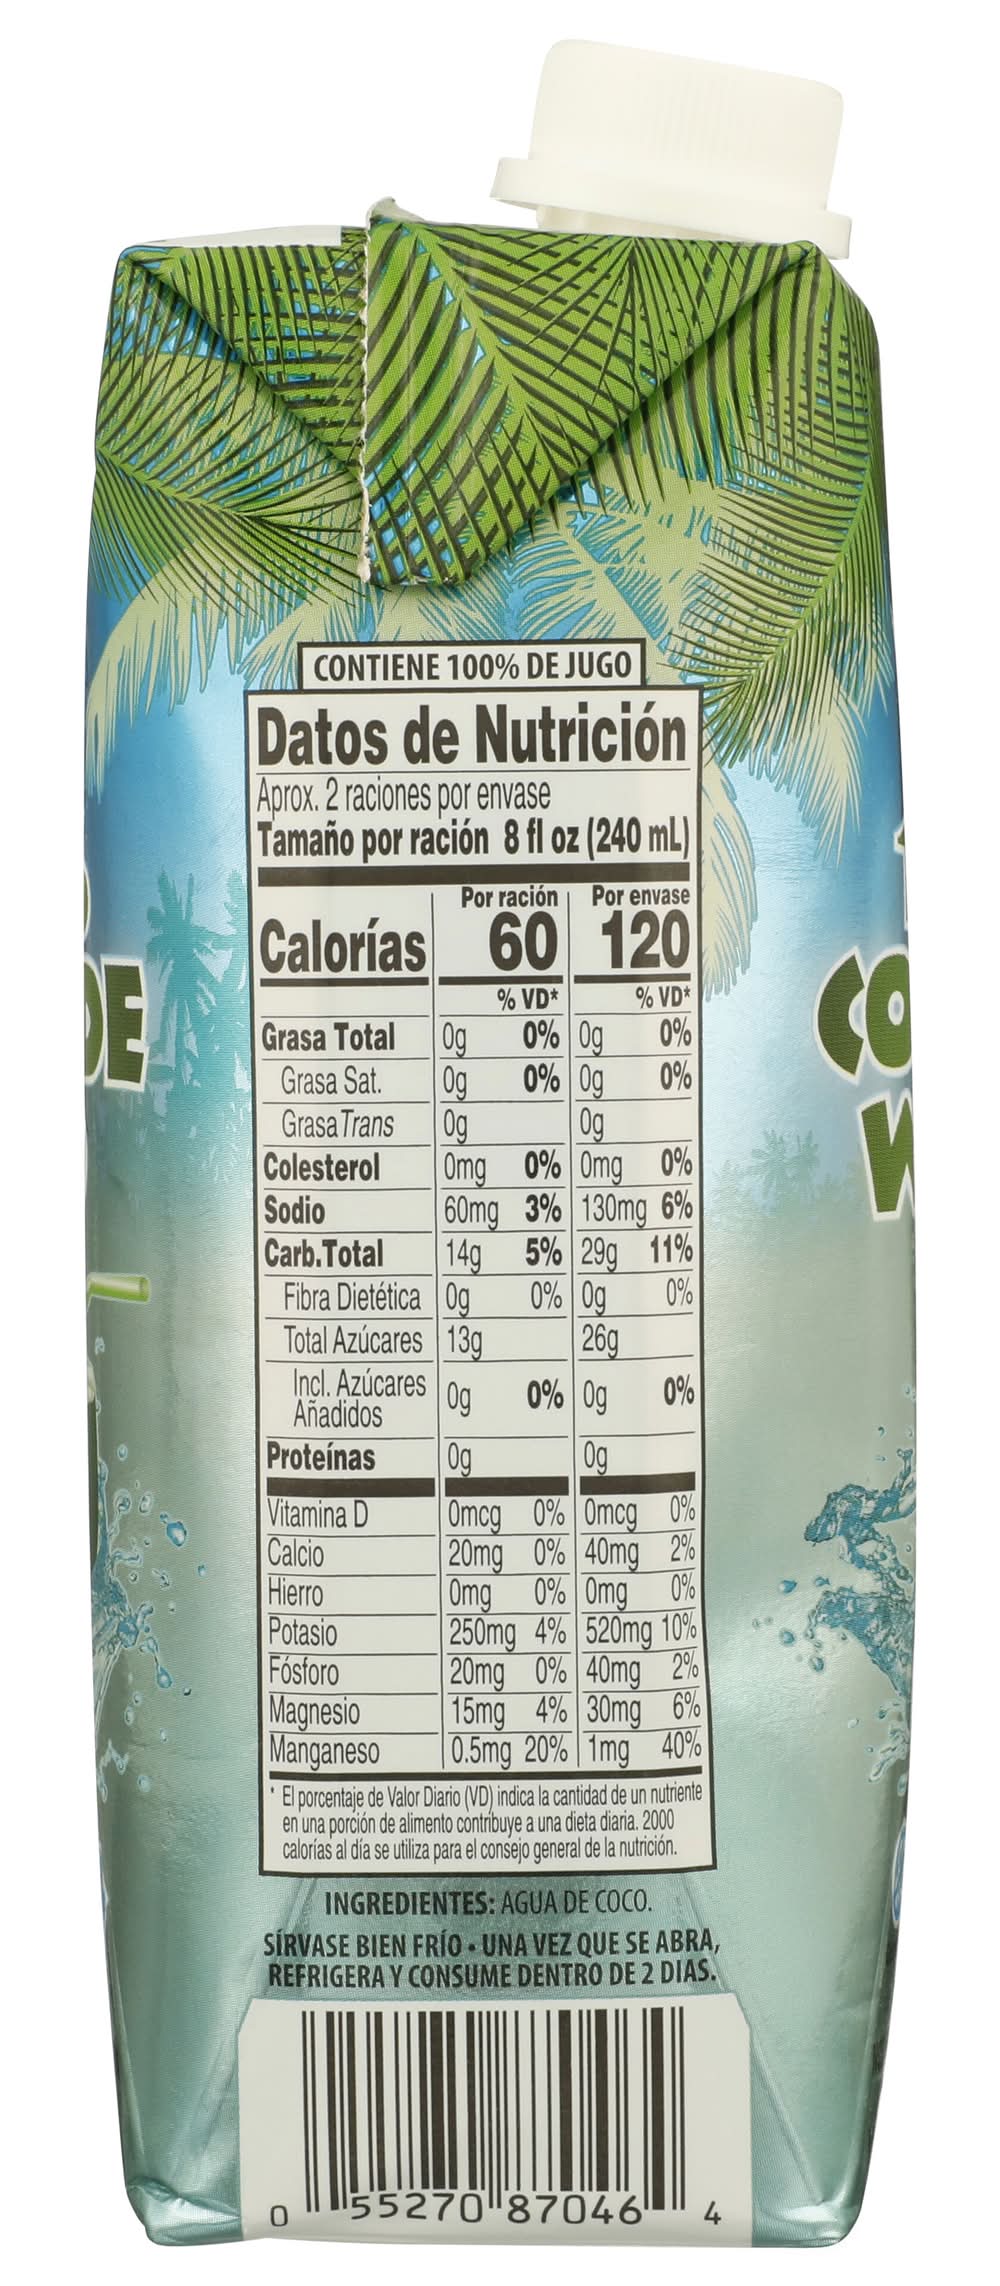 CONTIENE 100% DE JUGO
Datos de Nutrición
Aprox. 2 raciones por envase
Tamaño por ración 8 fl oz (240 mL)
Por ración Por envase
Calorías 60 120
% VD* % VD*
Grasa Total 0g 0% 0g 0%
Grasa Sat. 0g 0% 0g 0%
Grasa Trans 0g 0g
Colesterol 0mg 0% 0mg 0%
Sodio 60mg 3% 130mg 6%
Carb.Total 14g 5% 29g 11%
Fibra Dietética 0g 0% 0g 0%
Total Azúcares 13g 26g
Incl. Azúcares
Añadidos 0g 0% 0g 0%
Proteínas 0g 0g
Vitamina D 0mcg 0% 0mcg 0%
Calcio 20mg 0% 40mg 2%
Hierro 0mg 0% 0mg 0%
Potasio 250mg 4% 520mg 10%
Fósforo 20mg 0% 40mg 2%
Magnesio 15mg 4% 30mg 6%
Manganeso 0.5mg 20% 1mg 40%
* El porcentaje de Valor Diario (VD) indica la cantidad de un nutriente
en una porción de alimento contribuye a una dieta diaria. 2000
calorías al día se utiliza para el consejo general de la nutrición.
INGREDIENTES: AGUA DE COCO.
SÍRVASE BIEN FRÍO • UNA VEZ QUE SE ABRA,
REFRIGERA Y CONSUME DENTRO DE 2 DIAS.
0 55270 87046 4
DE
CO
W